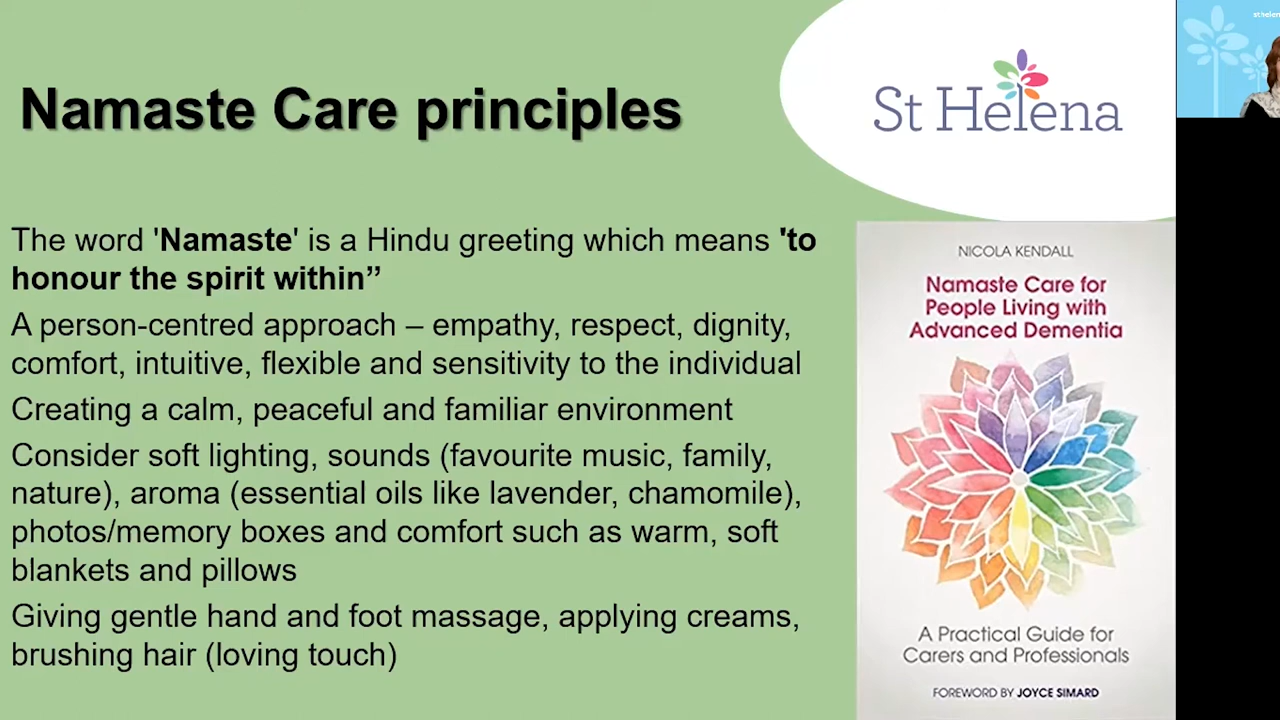 Namaste Care principles
St Helena
The word 'Namaste' is a Hindu greeting which means 'to
honour the spirit within”
A person-centred approach – empathy, respect, dignity,
comfort, intuitive, flexible and sensitivity to the individual
Creating a calm, peaceful and familiar environment
Consider soft lighting, sounds (favourite music, family,
nature), aroma (essential oils like lavender, chamomile),
photos/memory boxes and comfort such as warm, soft
blankets and pillows
Giving gentle hand and foot massage, applying creams,
brushing hair (loving touch)
NICOLA KENDALL
Namaste Care for
People Living with
Advanced Dementia
A Practical Guide for
Carers and Professionals
FOREWORD BY JOYCE SIMARD